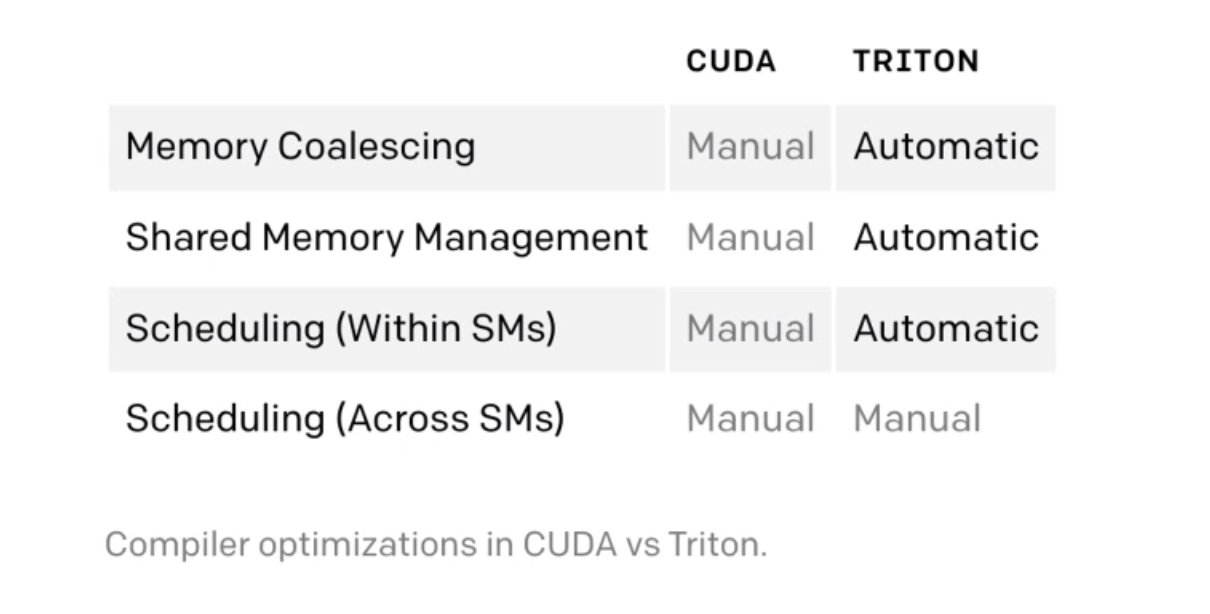 CUDA TRITON
Memory Coalescing Manual Automatic
Shared Memory Management Manual Automatic
Scheduling (Within SMs) Manual Automatic
Scheduling (Across SMs) Manual Manual
Compiler optimizations in CUDA vs Triton.